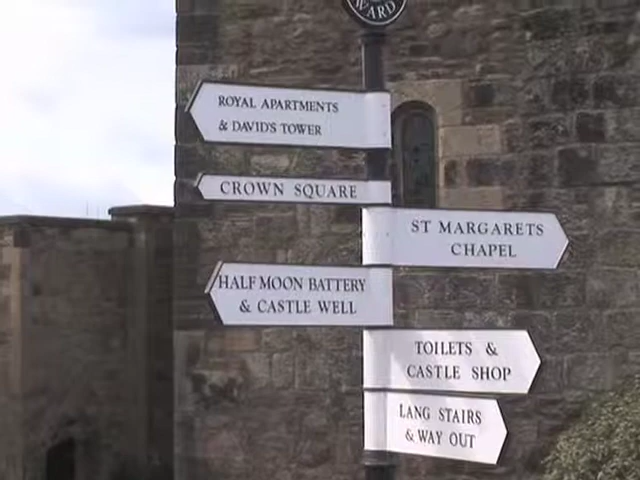 WARD
ROYAL APARTMENTS
& DAVID'S TOWER
CROWN SQUARE
ST MARGARETS
CHAPEL
HALF MOON BATTERY
& CASTLE WELL
TOILETS &
CASTLE SHOP
LANG STAIRS
& WAY OUT